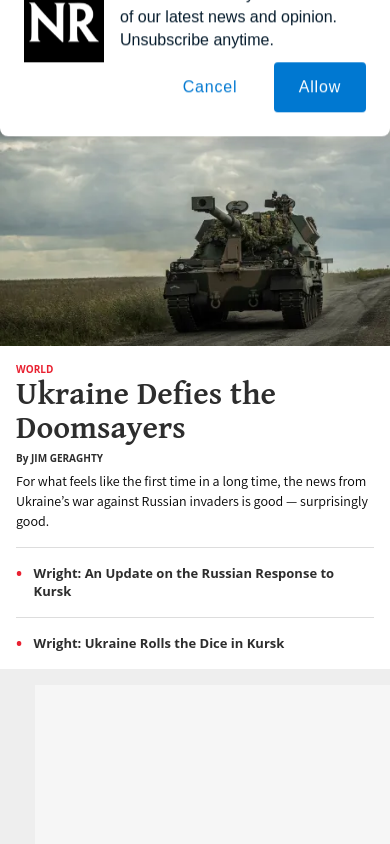 NR
of our latest news and opinion.
Unsubscribe anytime.
Cancel
Allow
WORLD
Ukraine Defies the
Doomsayers
By JIM GERAGHTY
For what feels like the first time in a long time, the news from
Ukraine’s war against Russian invaders is good — surprisingly
good.
• Wright: An Update on the Russian Response to
Kursk
• Wright: Ukraine Rolls the Dice in Kursk